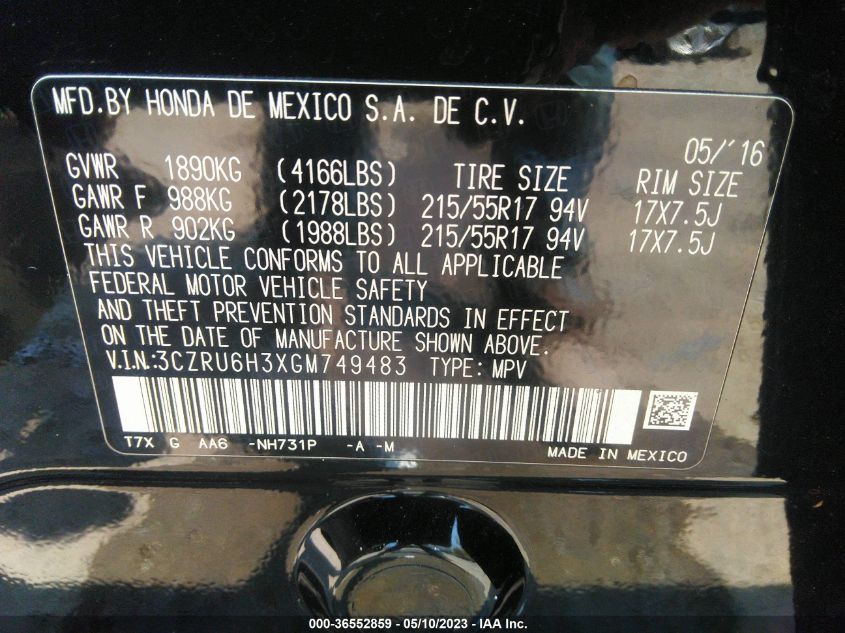 MFD.BY HONDA DE MEXICO S.A. DE C.V.
05/'16
GVWR 1890KG (4166LBS) TIRE SIZE RIM SIZE
GAWR F 988KG (2178LBS) 215/55R17 94V 17X7.5J
GAWR R 902KG (1988LBS) 215/55R17 94V 17X7.5J
THIS VEHICLE CONFORMS TO ALL APPLICABLE
FEDERAL MOTOR VEHICLE SAFETY
AND THEFT PREVENTION STANDARDS IN EFFECT
ON THE DATE OF MANUFACTURE SHOWN ABOVE.
V.I.N.:3CZRU6H3XGM749483 TYPE: MPV
T7X G AA6 -NH731P -A -M MADE IN MEXICO
000-36552859 - 05/10/2023 - IAA Inc.